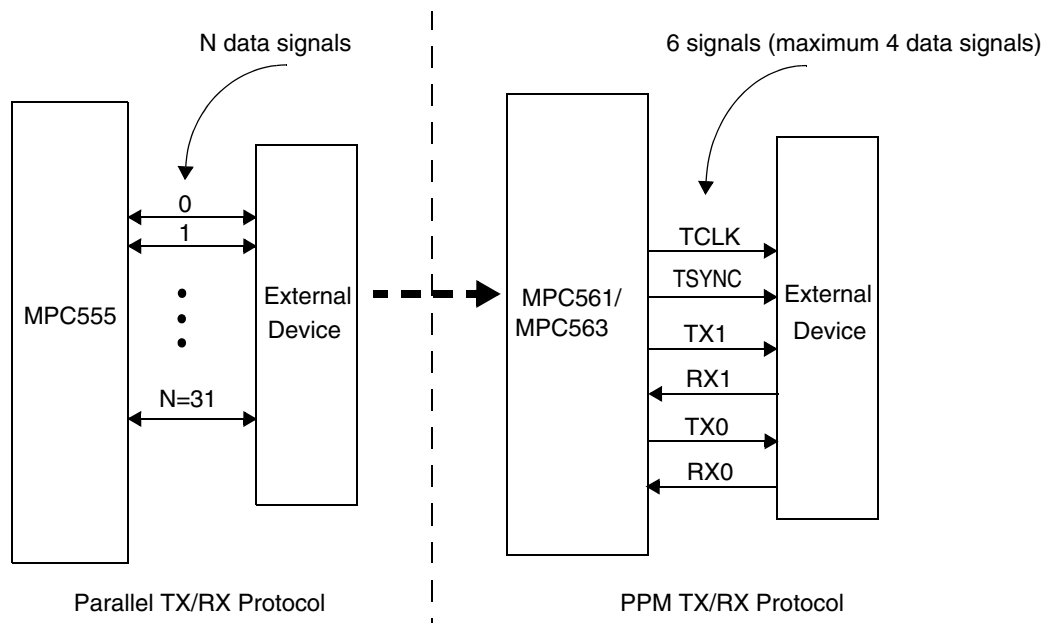 N data signals
6 signals (maximum 4 data signals)
0
1
N=31
MPC555
External
Device
MPC561/
MPC563
TCLK
TSYNC
TX1
RX1
TX0
RX0
External
Device
Parallel TX/RX Protocol
PPM TX/RX Protocol